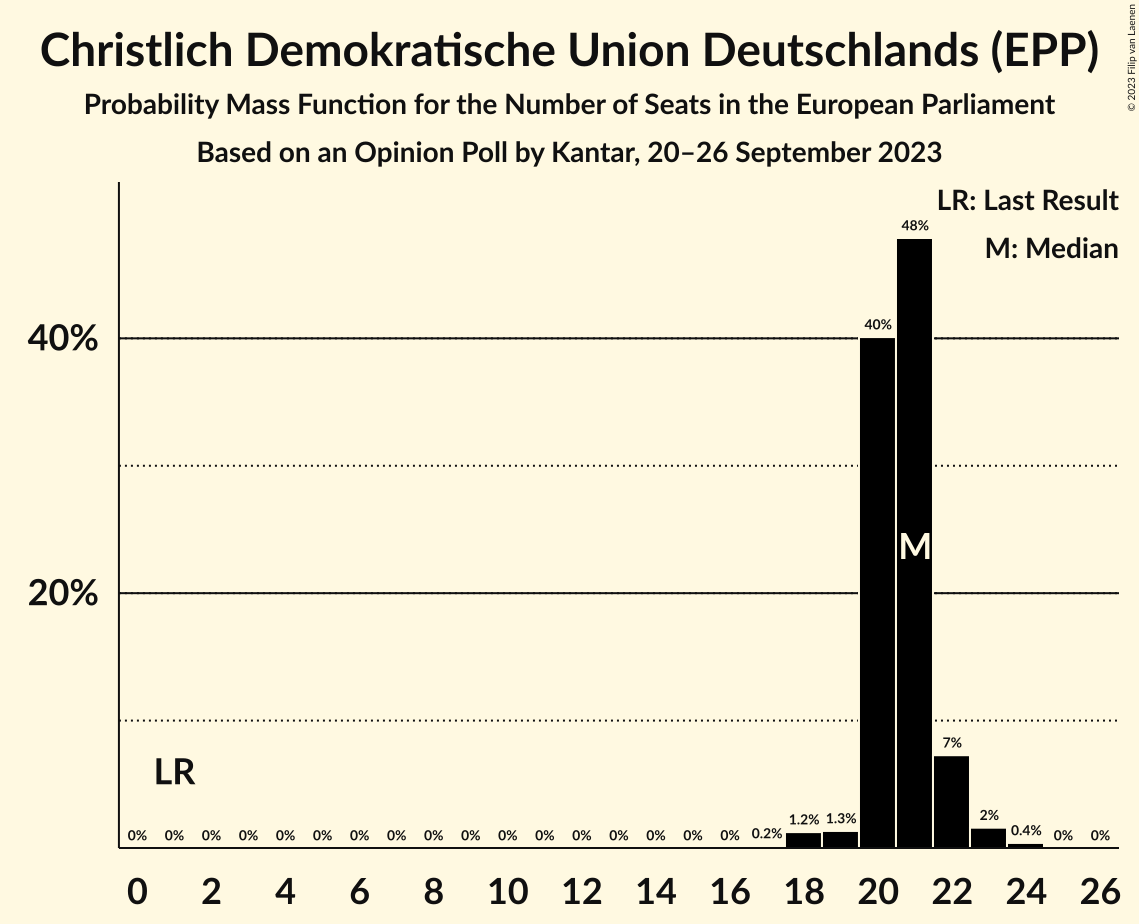 Christlich Demokratische Union Deutschlands (EPP)
Probability Mass Function for the Number of Seats in the European Parliament
Based on an Opinion Poll by Kantar, 20–26 September 2023
© 2023 Filip van Laenen
LR: Last Result
M: Median
48%
40%
40%
M
20%
7%
LR
0% 0% 0% 0% 0% 0% 0% 0% 0% 0% 0% 0% 0% 0% 0% 0% 0% 0.2% 1.2% 1.3% 2% 0.4% 0% 0%
0 2 4 6 8 10 12 14 16 18 20 22 24 26